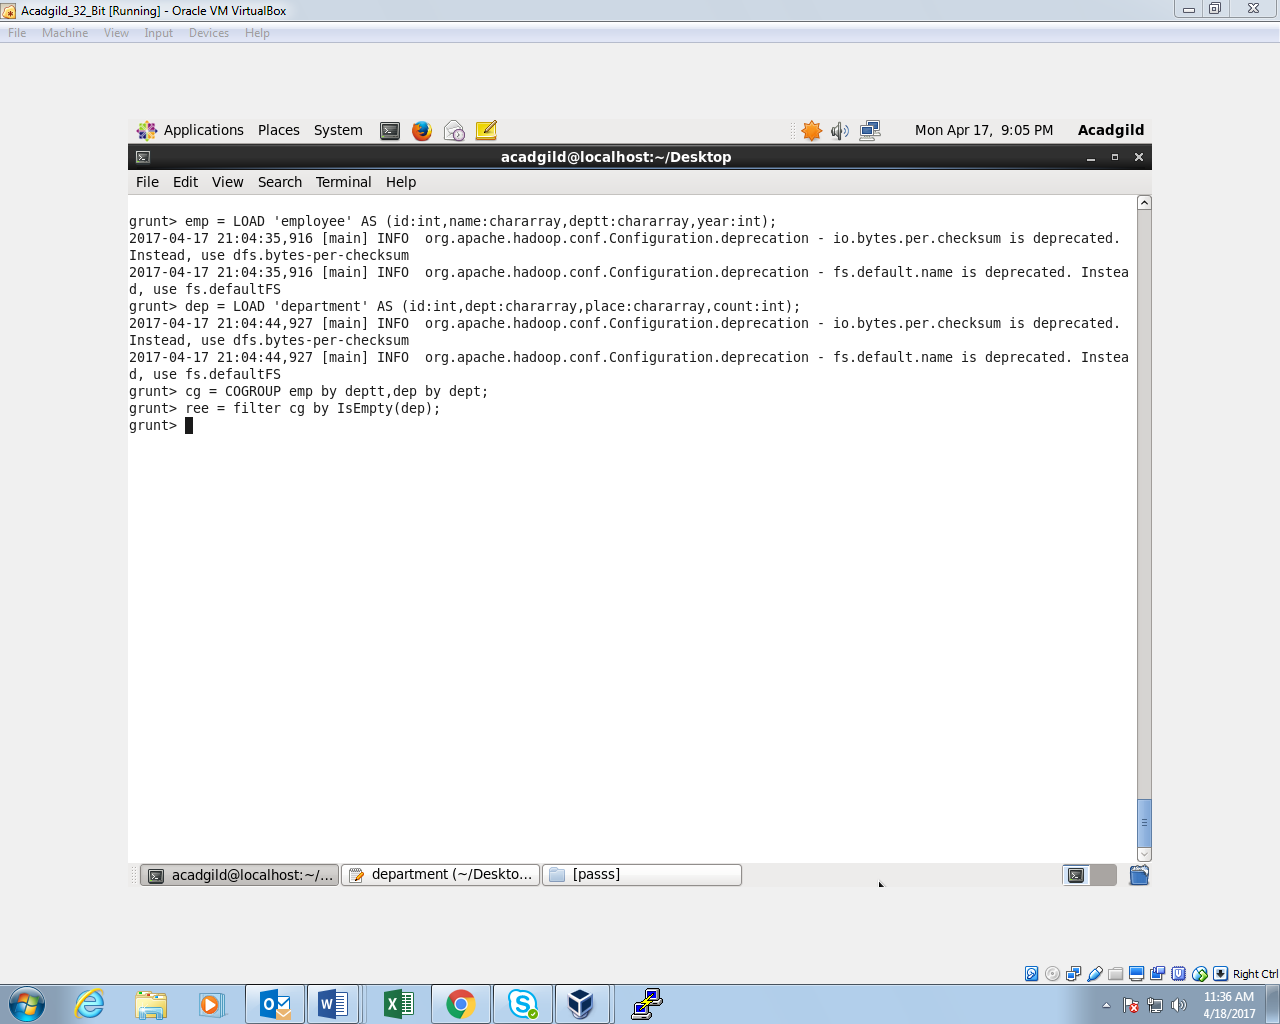 Acadgild_32_Bit [Running] - Oracle VM VirtualBox
File Machine View Input Devices Help
Applications Places System Mon Apr 17, 9:05 PM Acadgild
acadgild@localhost:~/Desktop
File Edit View Search Terminal Help
grunt> emp = LOAD 'employee' AS (id:int,name:chararray,deptt:chararray,year:int);
2017-04-17 21:04:35,916 [main] INFO  org.apache.hadoop.conf.Configuration.deprecation - io.bytes.per.checksum is deprecated.
Instead, use dfs.bytes-per-checksum
2017-04-17 21:04:35,916 [main] INFO  org.apache.hadoop.conf.Configuration.deprecation - fs.default.name is deprecated. Instea
d, use fs.defaultFS
grunt> dep = LOAD 'department' AS (id:int,dept:chararray,place:chararray,count:int);
2017-04-17 21:04:44,927 [main] INFO  org.apache.hadoop.conf.Configuration.deprecation - io.bytes.per.checksum is deprecated.
Instead, use dfs.bytes-per-checksum
2017-04-17 21:04:44,927 [main] INFO  org.apache.hadoop.conf.Configuration.deprecation - fs.default.name is deprecated. Instea
d, use fs.defaultFS
grunt> cg = COGROUP emp by deptt,dep by dept;
grunt> ree = filter cg by IsEmpty(dep);
grunt>
acadgild@localhost:~/... department (~/Deskto... [passs]
Right Ctrl
11:36 AM
4/18/2017